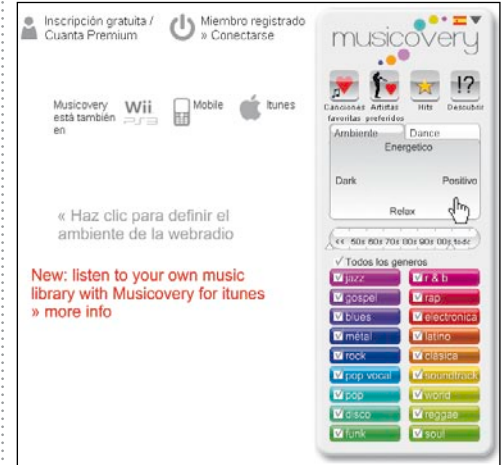 Inscripción gratuita /
Cuanta Premium
Miembro registrado
» Conectarse
musicovery
Musicovery
está también
en
Wii
PS3
Mobile
Itunes
!?
Canciones
favoritas
Artistas
preferidos
Hits
Descubrir
Ambiente
Dance
Energetico
Dark
Positivo
Relax
« Haz clic para definir el
ambiente de la webradio
<< 50s 60s 70s 80s 90s 00s todo
New: listen to your own music
library with Musicovery for itunes
» more info
Todos los generos
jazz
r & b
gospel
rap
blues
electronica
métal
latino
rock
clásica
pop vocal
soundtrack
pop
world
disco
reggae
funk
soul